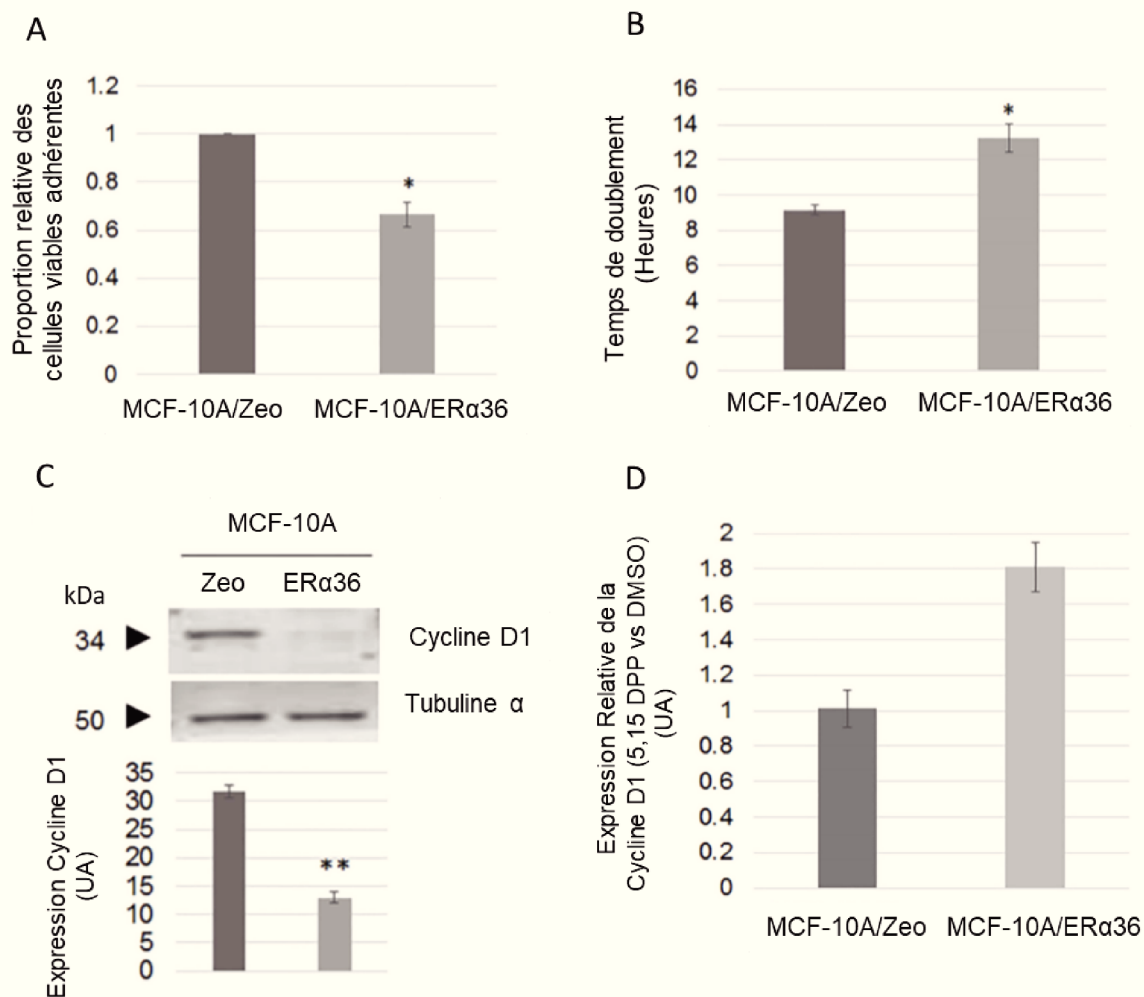 A
Proportion relative des
cellules viables adhérentes
1.2
1
0.8
0.6
0.4
0.2
0
*
MCF-10A/Zeo
MCF-10A/ERα36
B
Temps de doublement
(Heures)
16
14
12
10
8
6
4
2
0
*
MCF-10A/Zeo
MCF-10A/ERα36
C
MCF-10A
Zeo
ERα36
kDa
34
Cycline D1
50
Tubuline α
Expression Cycline D1
(UA)
35
30
25
20
15
10
5
0
**
D
Expression Relative de la
Cycline D1 (5,15 DPP vs DMSO)
(UA)
2
1.8
1.6
1.4
1.2
1
0.8
0.6
0.4
0.2
0
MCF-10A/Zeo
MCF-10A/ERα36